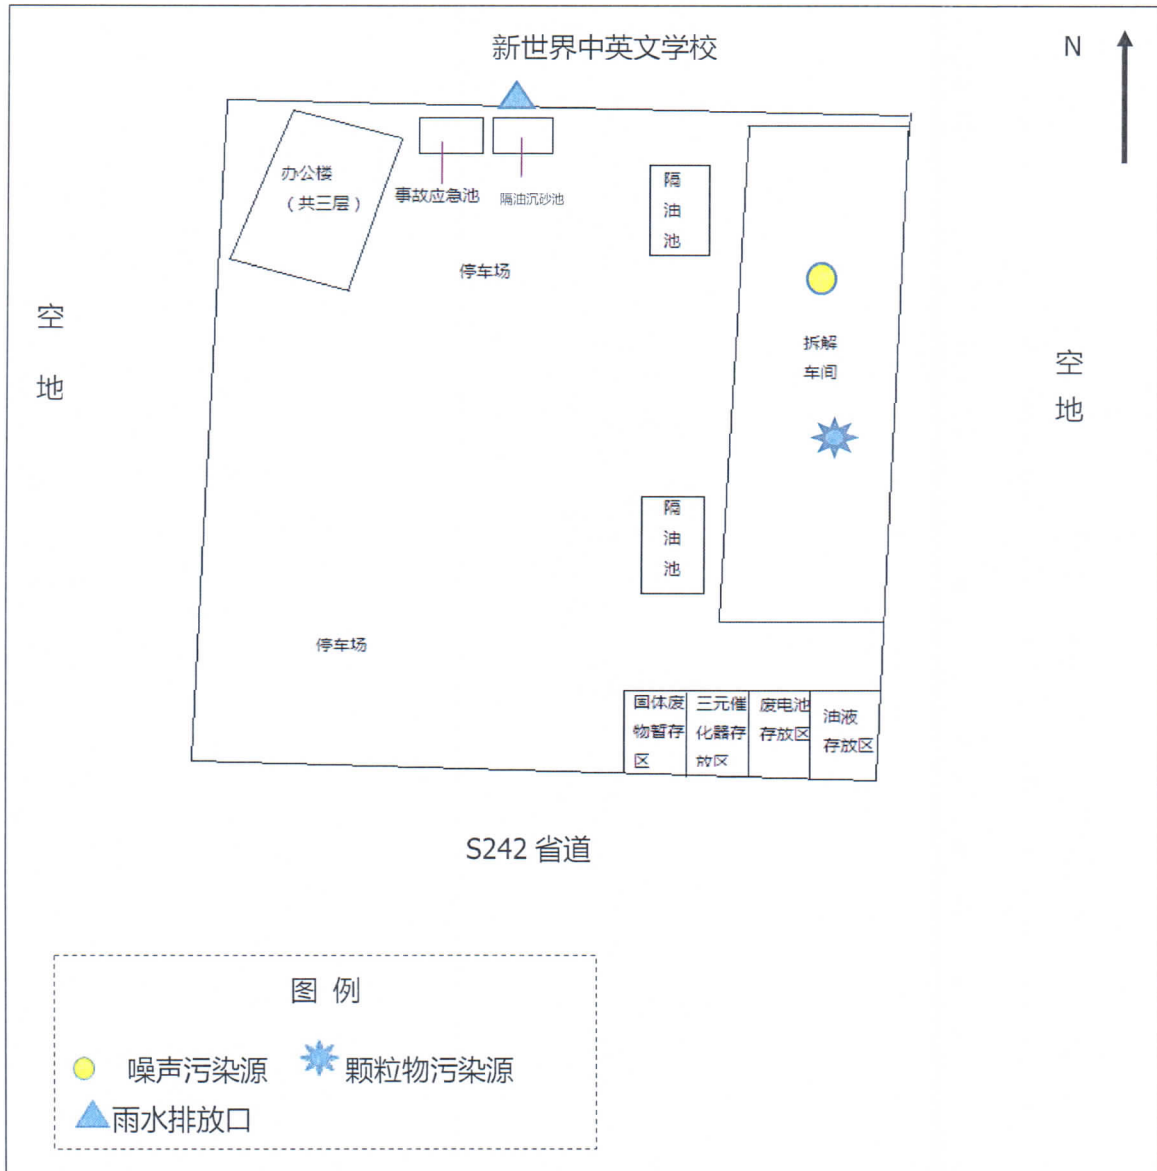 新世界中英文学校
N
办公楼
（共三层）
事故应急池
隔油沉砂池
隔
油
池
停车场
空
地
拆解
车间
空
地
隔
油
池
停车场
固体废
物暂存
区
三元催
化器存
放区
废电池
存放区
油液
存放区
S242 省道
图 例
噪声污染源
颗粒物污染源
雨水排放口